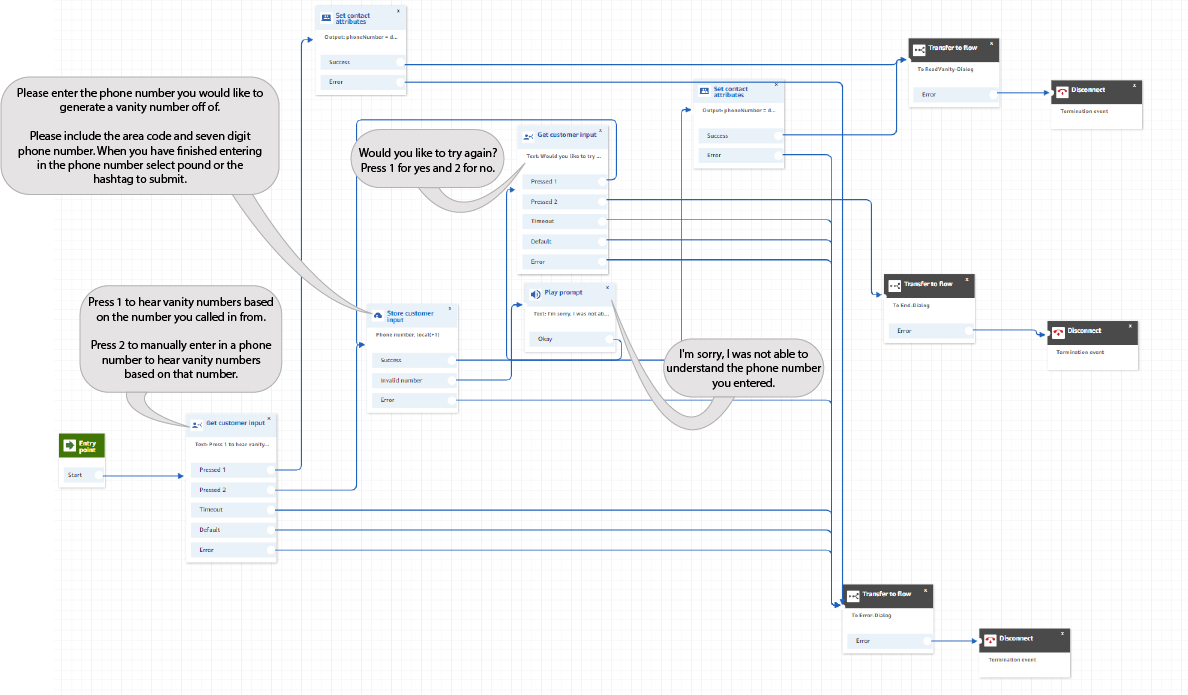 Set contact
attributes
x
Output: phoneNumber = d...
Success
Error
Transfer to flow
x
To ReadVanity-Dialog
Error
Disconnect
x
Termination event
Please enter the phone number you would like to
generate a vanity number off of.
Please include the area code and seven digit
phone number. When you have finished entering
in the phone number select pound or the
hashtag to submit.
Set contact
attributes
x
Output: phoneNumber = d...
Success
Error
Would you like to try again?
Press 1 for yes and 2 for no.
Get customer input
x
Text: Would you like to try ...
Pressed 1
Pressed 2
Timeout
Default
Error
Transfer to flow
x
To End-Dialog
Error
Disconnect
x
Termination event
Press 1 to hear vanity numbers based
on the number you called in from.
Press 2 to manually enter in a phone
number to hear vanity numbers
based on that number.
Store customer
input
x
Phone number, local(+1)
Success
Invalid number
Error
Play prompt
x
Text: I'm sorry, I was not ab...
Okay
I'm sorry, I was not able to
understand the phone number
you entered.
Entry
point
Start
Get customer input
x
Text: Press 1 to hear vanity...
Pressed 1
Pressed 2
Timeout
Default
Error
Transfer to flow
x
To Error-Dialog
Error
Disconnect
x
Termination event